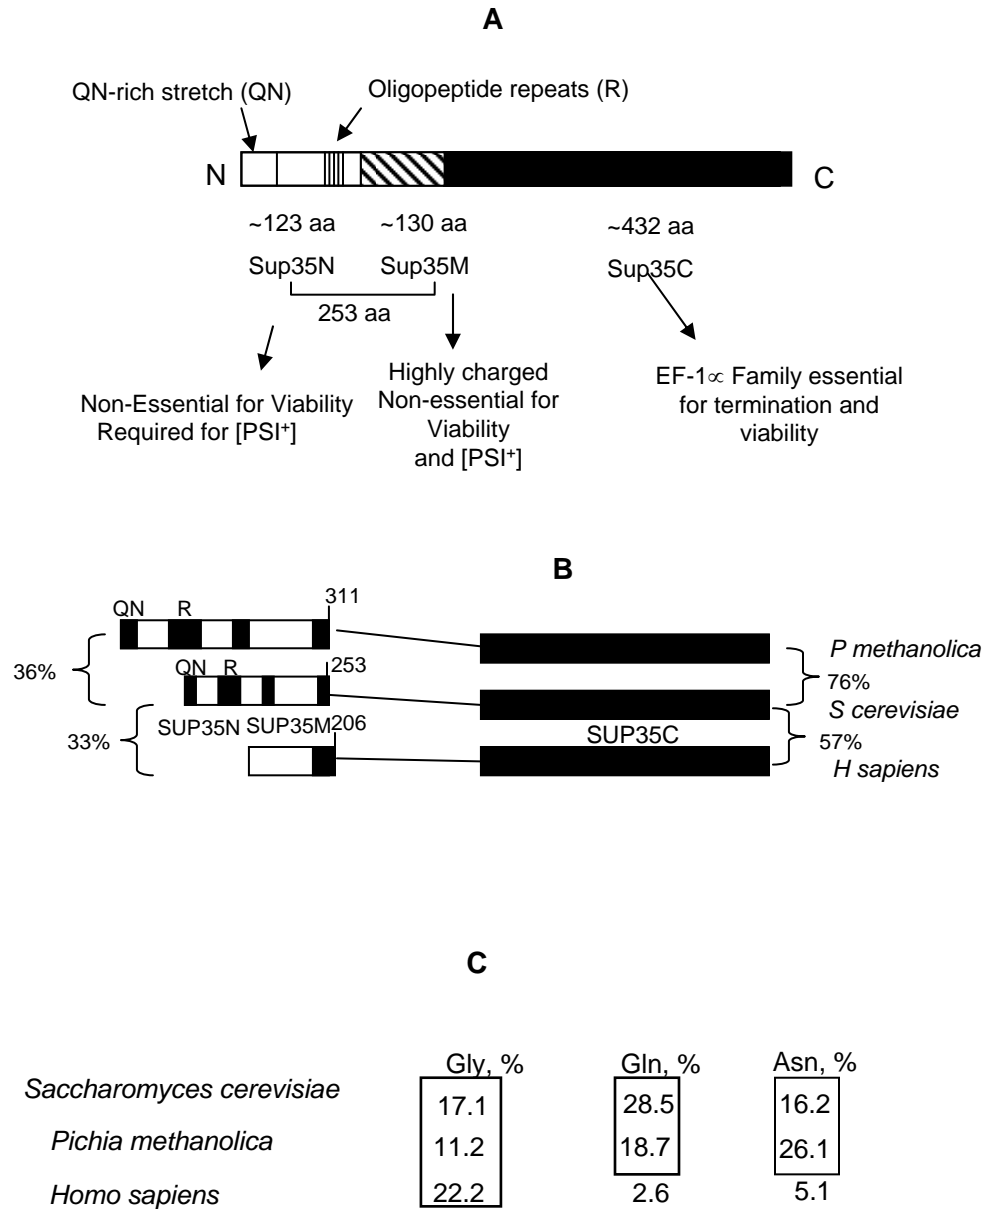 A
QN-rich stretch (QN)
Oligopeptide repeats (R)
N
C
~123 aa
~130 aa
~432 aa
Sup35N
Sup35M
Sup35C
253 aa
Non-Essential for Viability
Required for [PSI+]
Highly charged
Non-essential for
Viability
and [PSI+]
EF-1∝ Family essential
for termination and
viability
B
QN
R
311
36%
P methanolica
QN
R
253
76%
S cerevisiae
SUP35N
SUP35M
206
33%
SUP35C
57%
H sapiens
C
Gly, %
Gln, %
Asn, %
Saccharomyces cerevisiae
17.1
28.5
16.2
Pichia methanolica
11.2
18.7
26.1
Homo sapiens
22.2
2.6
5.1